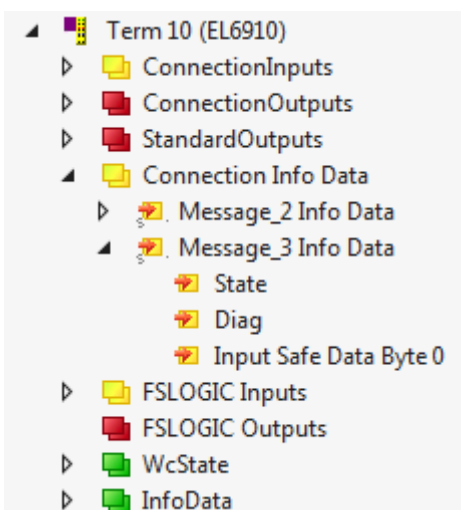 Term 10 (EL6910)
ConnectionInputs
ConnectionOutputs
StandardOutputs
Connection Info Data
Message_2 Info Data
Message_3 Info Data
State
Diag
Input Safe Data Byte 0
FSLOGIC Inputs
FSLOGIC Outputs
WcState
InfoData